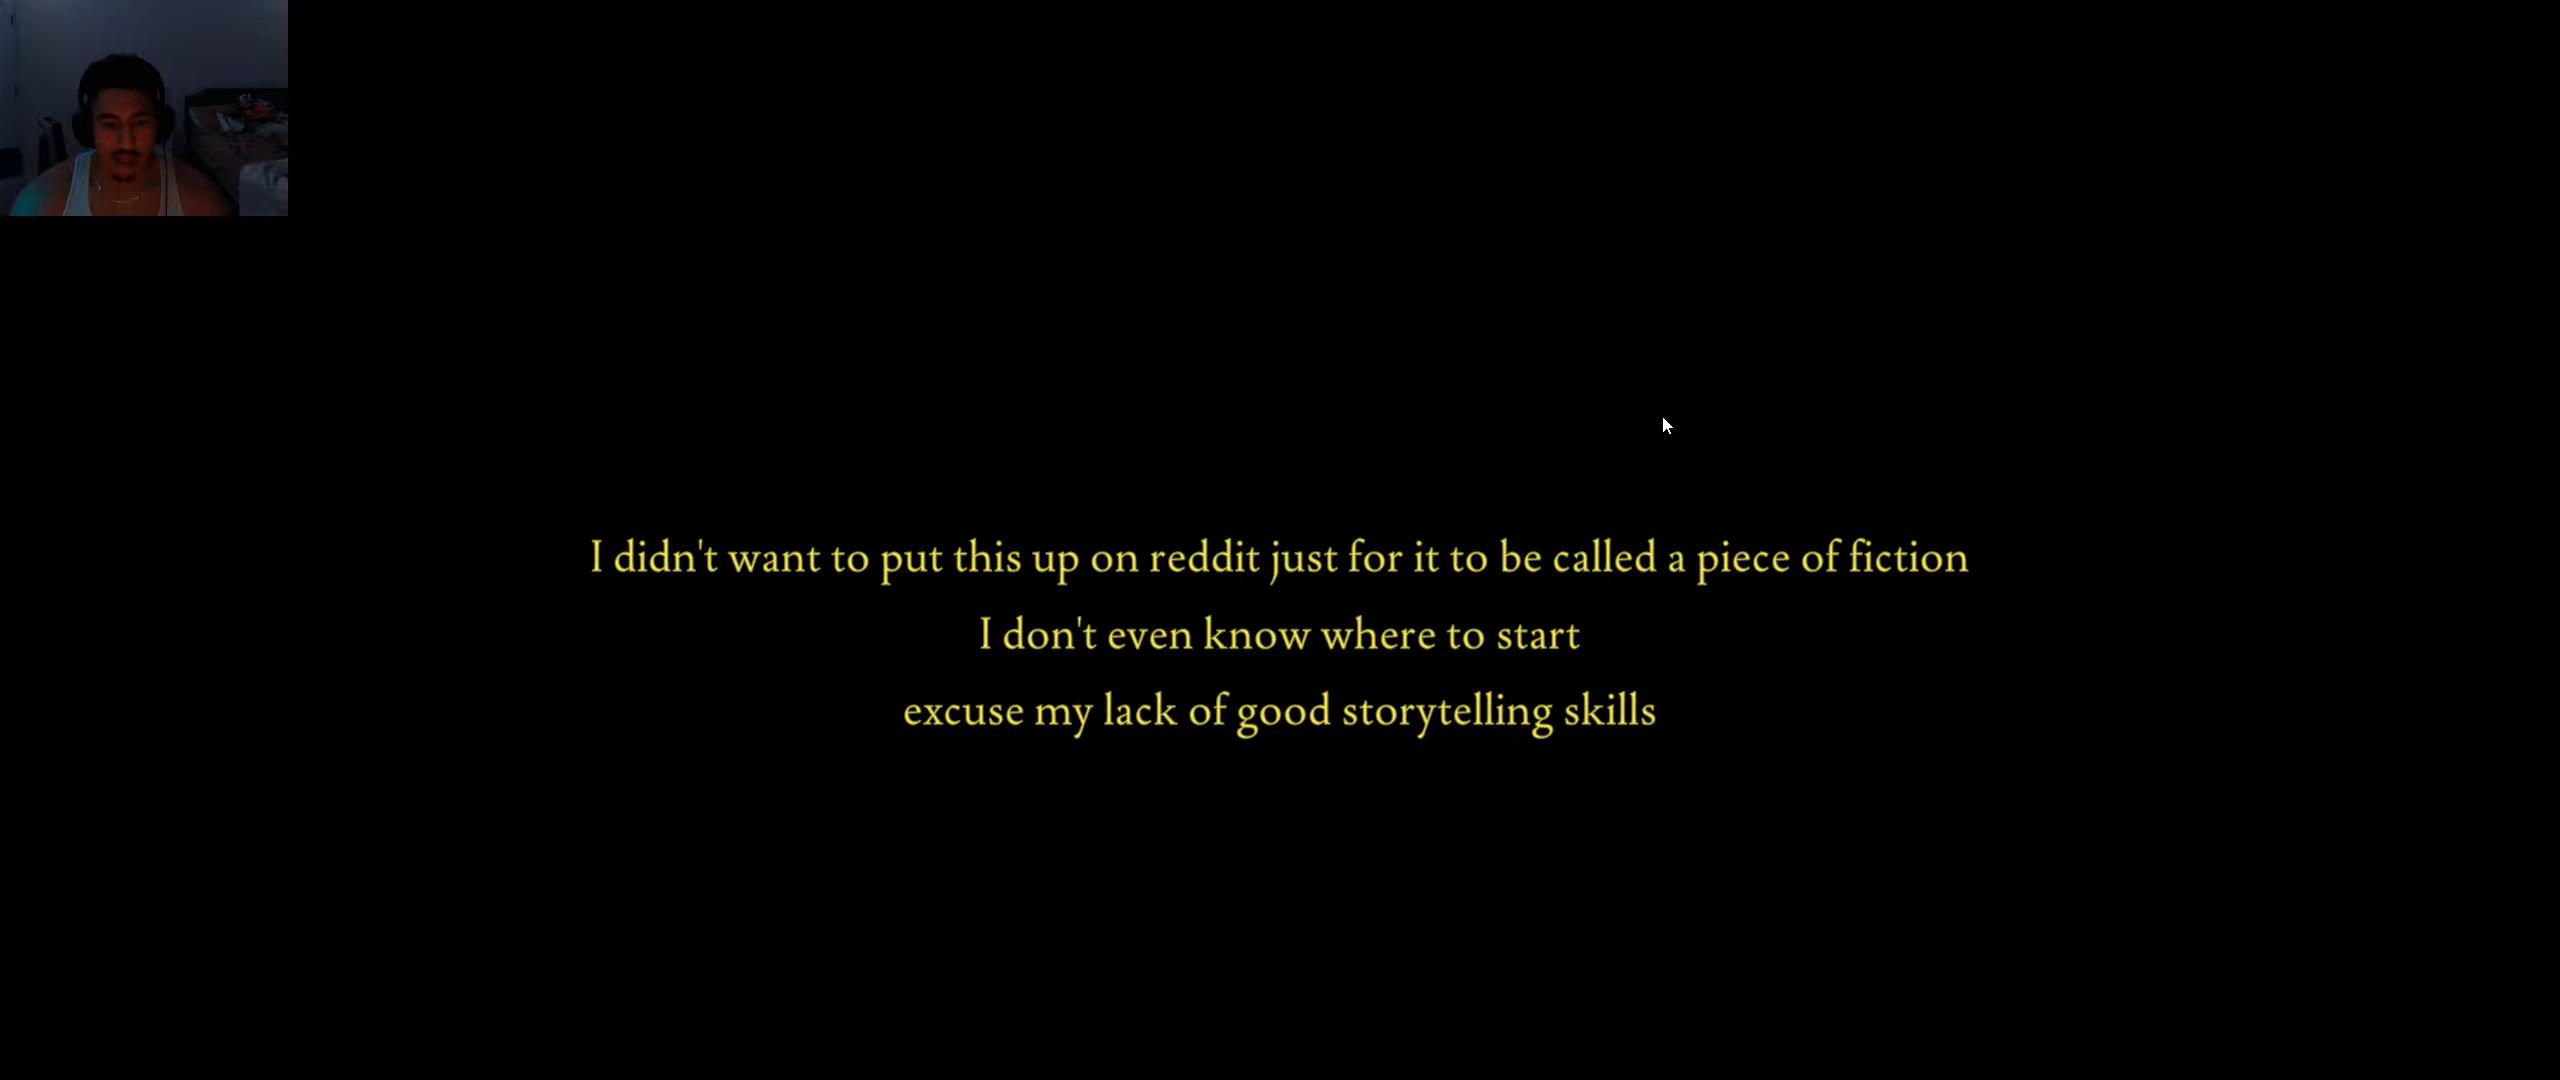 I didn't want to put this up on reddit just for it to be called a piece of fiction
I don't even know where to start
excuse my lack of good storytelling skills